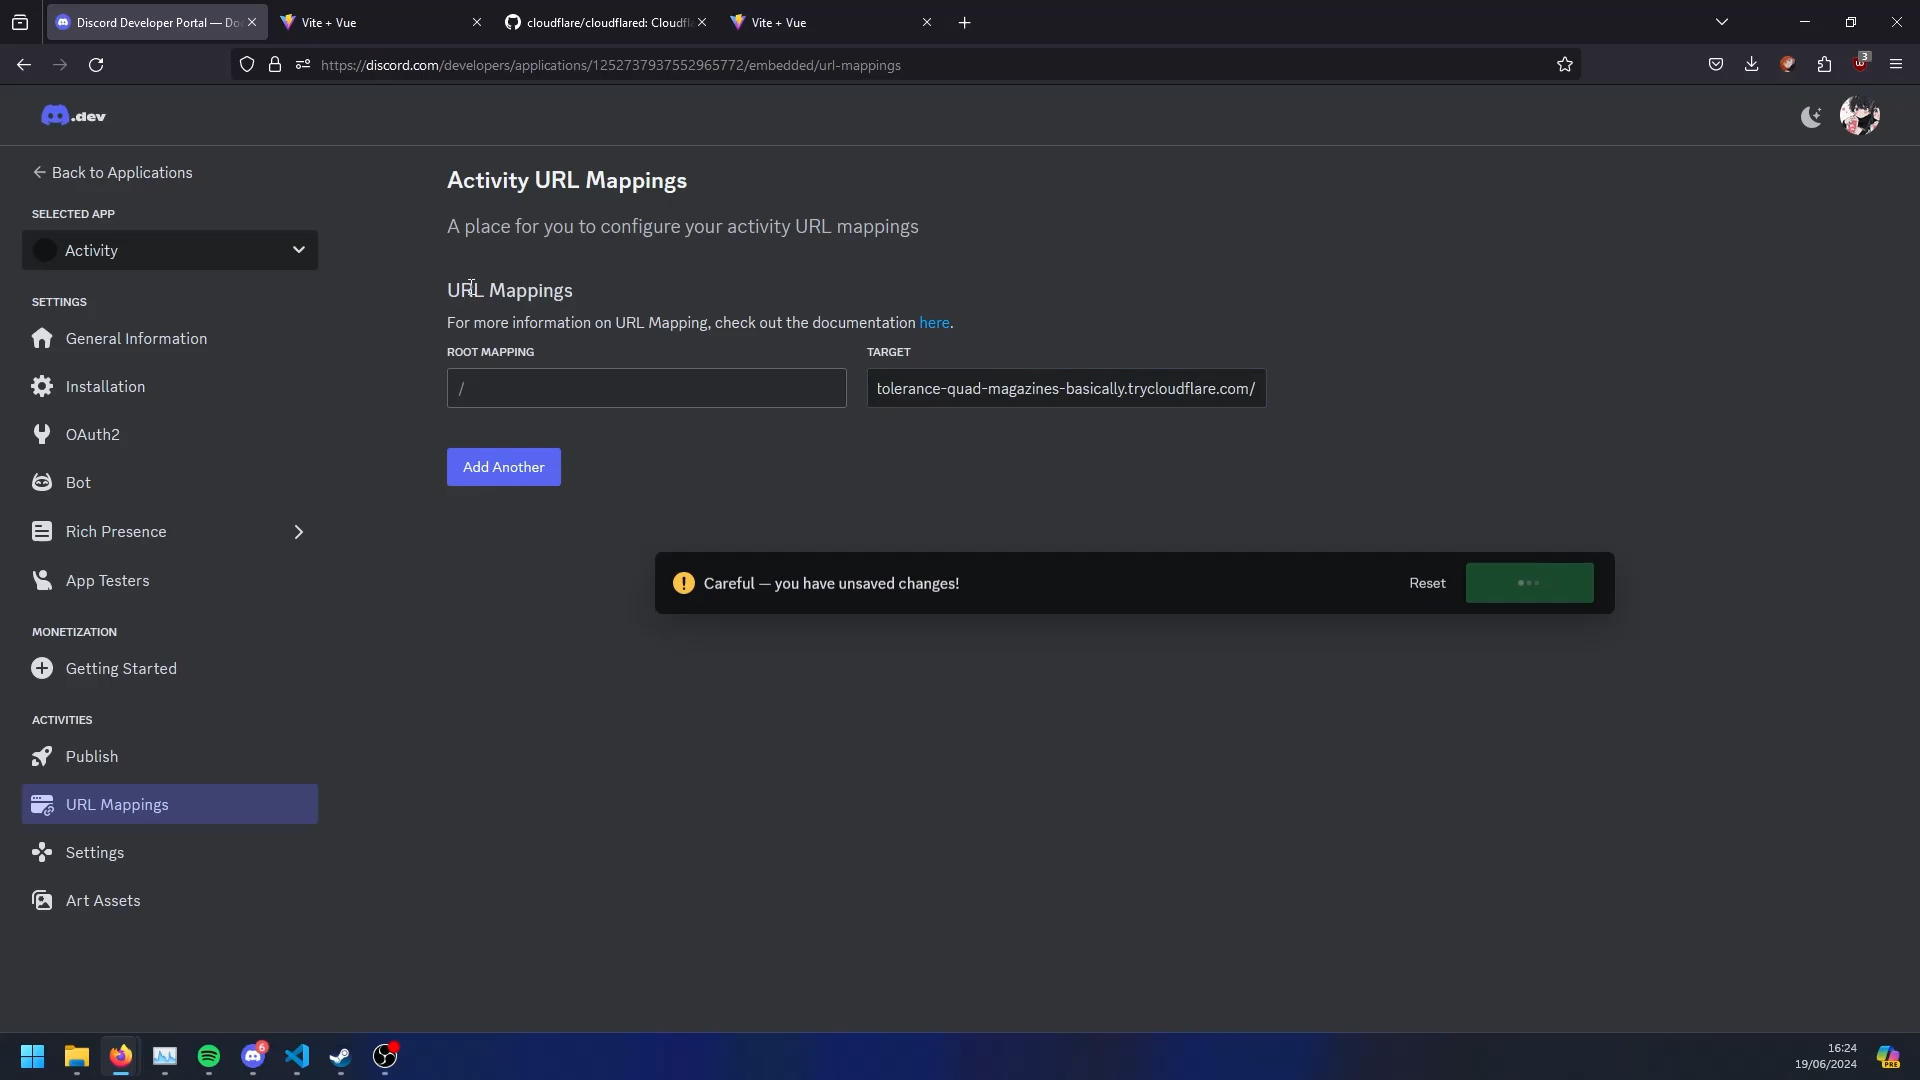 Discord Developer Portal — Do
Vite + Vue
cloudflare/cloudflared: Cloudfl
Vite + Vue
https://discord.com/developers/applications/1252737937552965772/embedded/url-mappings
3
.dev
Back to Applications
SELECTED APP
Activity
SETTINGS
General Information
Installation
OAuth2
Bot
Rich Presence
App Testers
MONETIZATION
Getting Started
ACTIVITIES
Publish
URL Mappings
Settings
Art Assets
Activity URL Mappings
A place for you to configure your activity URL mappings
URL Mappings
For more information on URL Mapping, check out the documentation here.
ROOT MAPPING
TARGET
/
tolerance-quad-magazines-basically.trycloudflare.com/
Add Another
Careful — you have unsaved changes!
Reset
6
16:24
19/06/2024
PRE